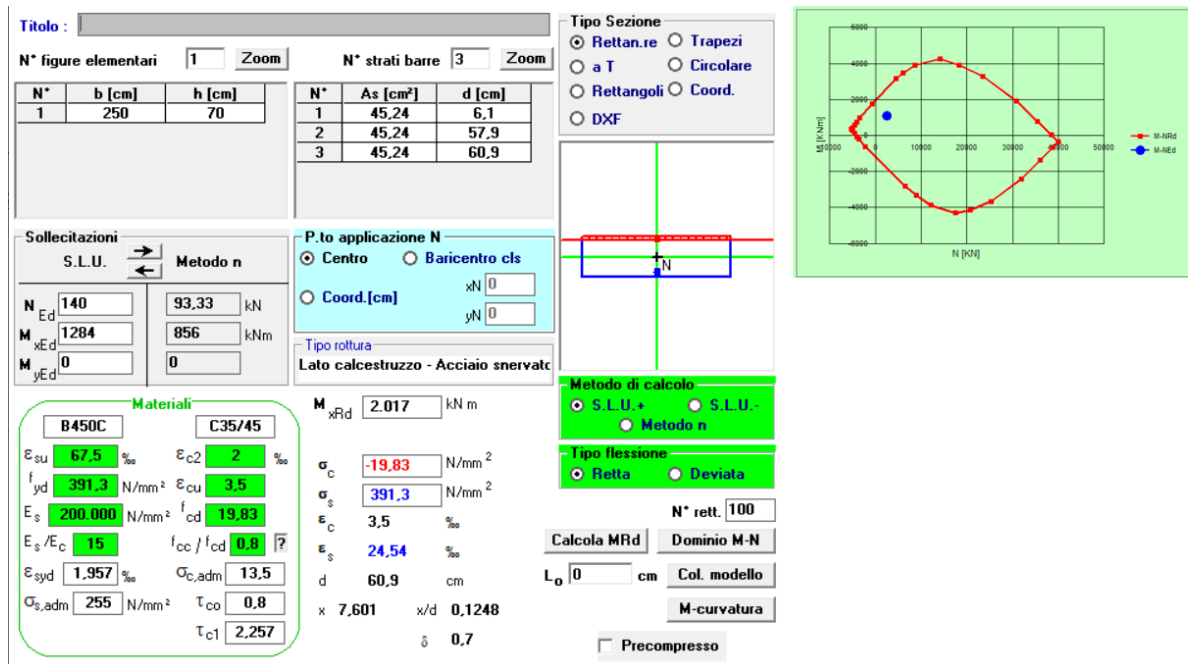 Titolo :
N° figure elementari 1 Zoom
N° strati barre 3 Zoom
N° b [cm] h [cm]
1 250 70
N° As [cm²] d [cm]
1 45,24 6,1
2 45,24 57,9
3 45,24 60,9
Tipo Sezione
Rettan.re Trapezi
a T Circolare
Rettangoli Coord.
DXF
Sollecitazioni
S.L.U. Metodo n
N Ed 140 93,33 kN
M xEd 1284 856 kNm
M yEd 0 0
P.to applicazione N
Centro Baricentro cls
Coord.[cm] xN 0
yN 0
Tipo rottura
Lato calcestruzzo - Acciaio snervato
N
Materiali
B450C C35/45
εsu 67,5 ‰ εc2 2 ‰
fyd 391,3 N/mm² εcu 3,5
Es 200.000 N/mm² fcd 19,83
Es /Ec 15 fcc / fcd 0,8 ?
εsyd 1,957 ‰ σc,adm 13,5
σs,adm 255 N/mm² τco 0,8
τc1 2,257
M xRd 2.017 kN m
σc -19,83 N/mm²
σs 391,3 N/mm²
εc 3,5 ‰
εs 24,54 ‰
d 60,9 cm
x 7,601 x/d 0,1248
δ 0,7
Metodo di calcolo
S.L.U.+ S.L.U.-
Metodo n
Tipo flessione
Retta Deviata
N° rett. 100
Calcola MRd Dominio M-N
Lo 0 cm Col. modello
M-curvatura
Precompresso
6000
4000
2000
0
-2000
-4000
-6000
M [KNm]
0 10000 20000 30000 40000 50000
N [KN]
M-NRd
M-NEd